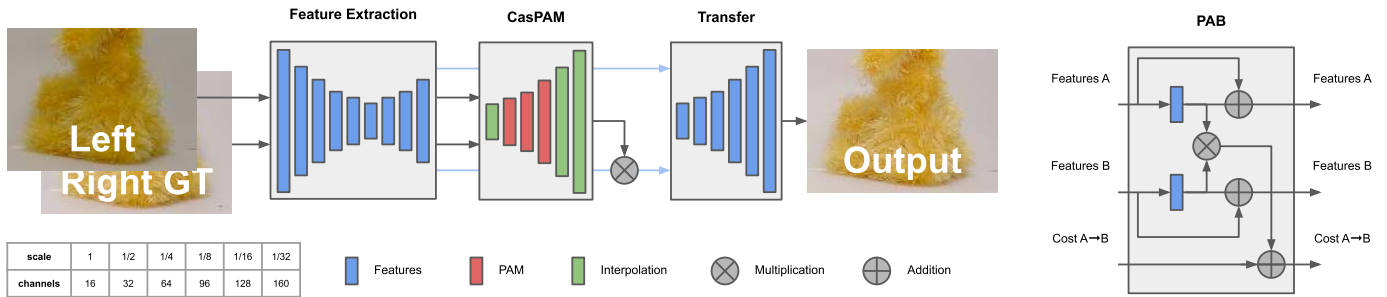 Feature Extraction
CasPAM
Transfer
PAB
Left
Right GT
Output
Features A
Features A
Features B
Features B
Cost A→B
Cost A→B
scale 1 1/2 1/4 1/8 1/16 1/32
channels 16 32 64 96 128 160
Features
PAM
Interpolation
Multiplication
Addition